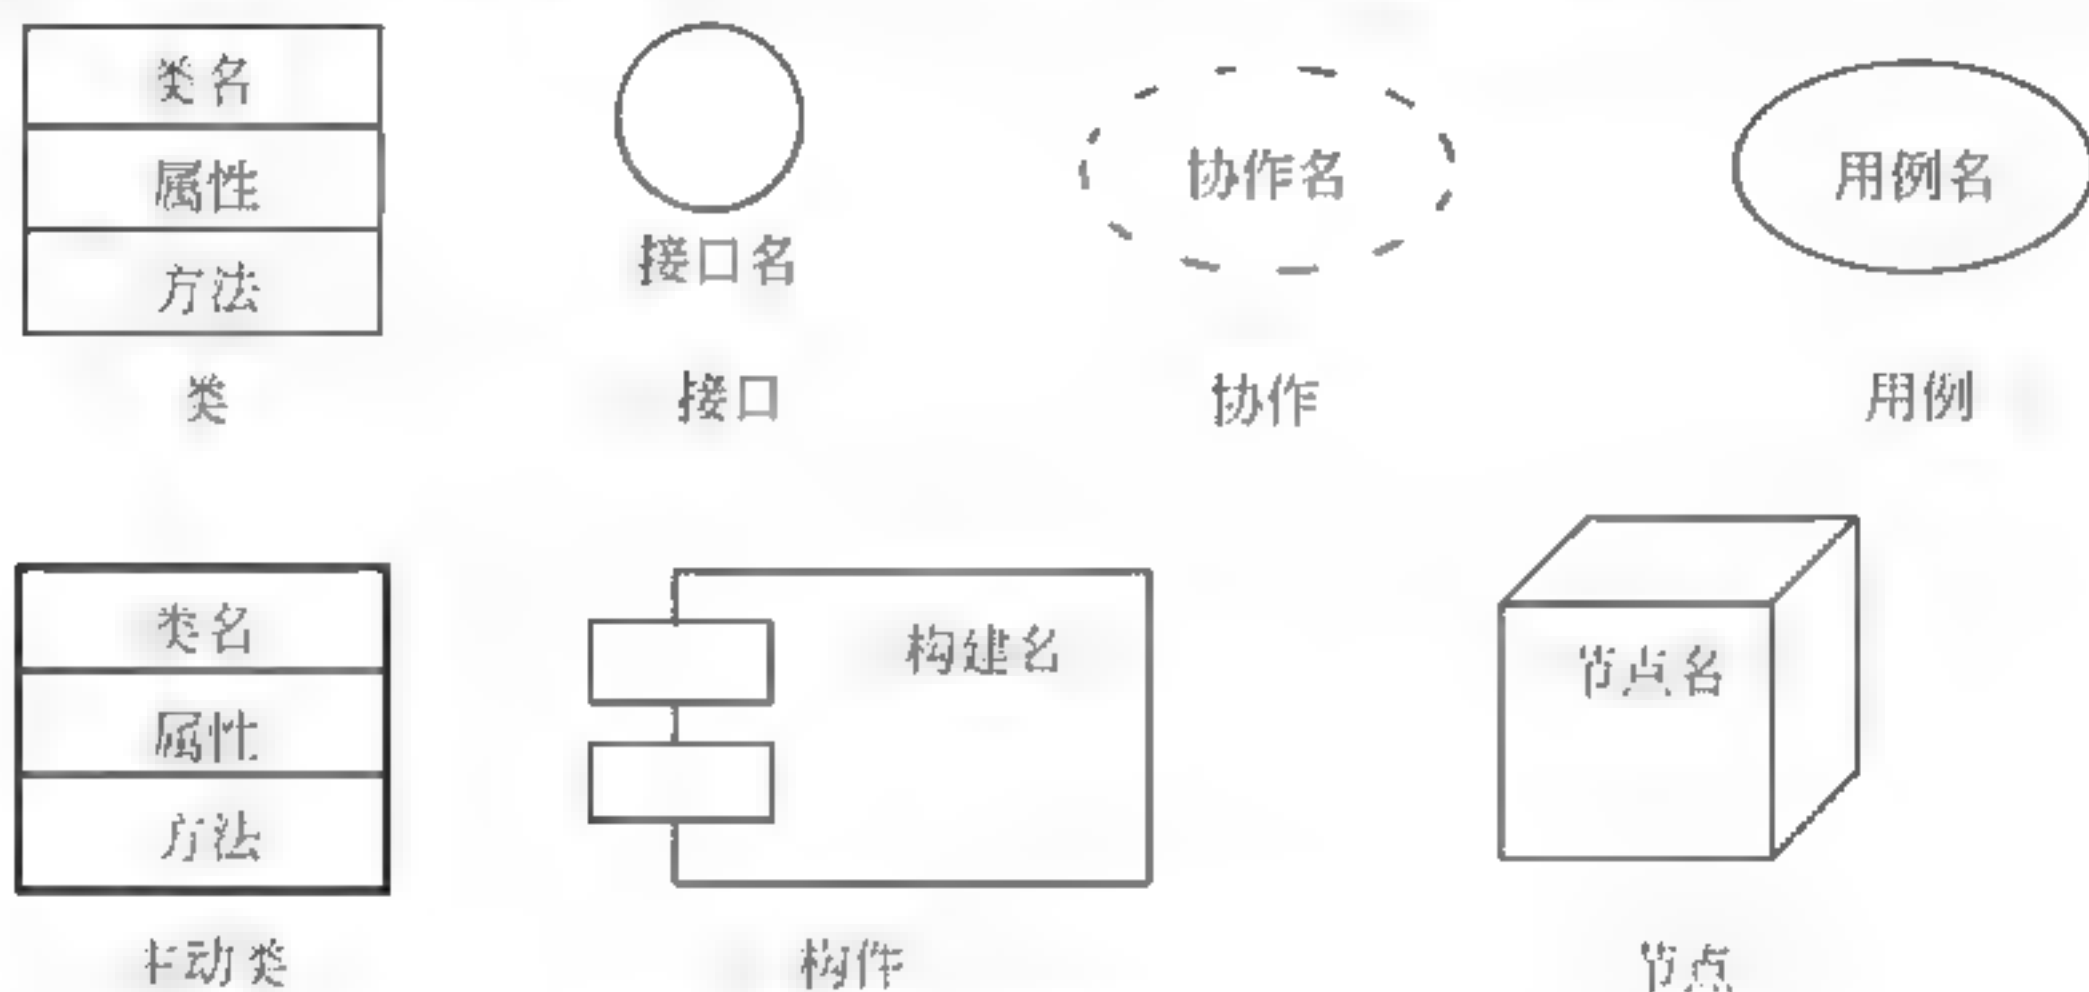 类名
属性
方法
类
接口名
接口
协作名
协作
用例名
用例
类名
属性
方法
主动类
构建名
构作
节点名
节点